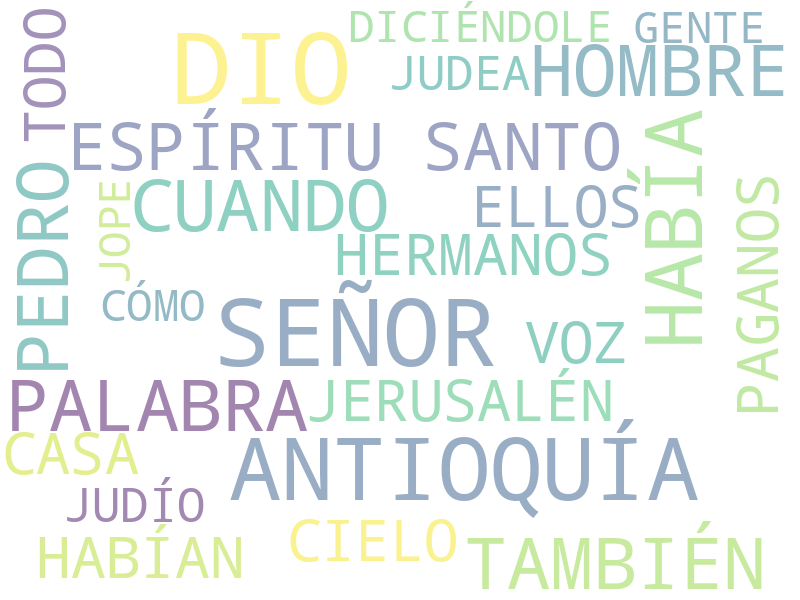 DICIÉNDOLE GENTE
TODO DIO JUDEA HOMBRE
ESPÍRITU SANTO HABÍA
PEDRO JOPE CUANDO ELLOS PAGANOS
HERMANOS
CÓMO SEÑOR VOZ
PALABRA JERUSALÉN
CASA ANTIOQUÍA
JUDÍO
HABÍAN CIELO TAMBIÉN